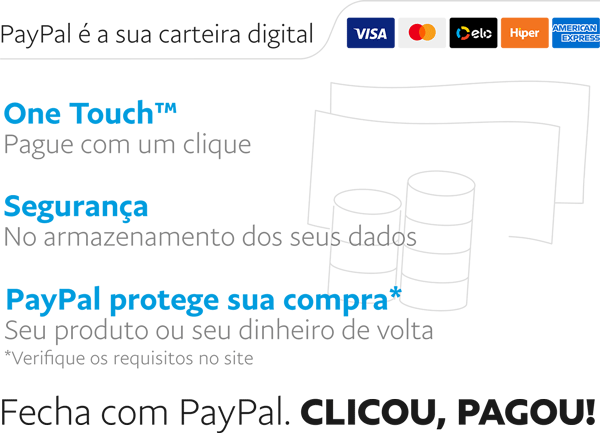 PayPal é a sua carteira digital
VISA
elo
Hiper
AMERICAN
EXPRESS
One Touch™
Pague com um clique
Segurança
No armazenamento dos seus dados
PayPal protege sua compra*
Seu produto ou seu dinheiro de volta
*Verifique os requisitos no site
Fecha com PayPal. CLICOU, PAGOU!